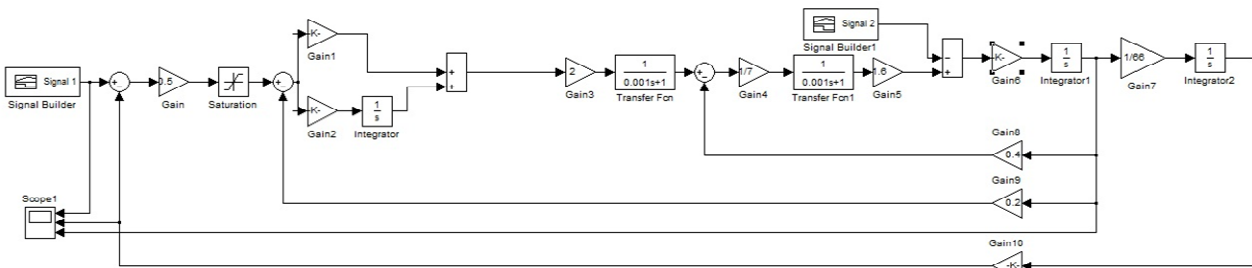 Signal 1
Signal Builder
0.5
Gain
Saturation
-K-
Gain1
-K-
Gain2
1
s
Integrator
2
Gain3
1
0.001s+1
Transfer Fcn
1/7
Gain4
1
0.001s+1
Transfer Fcn1
1.6
Gain5
Signal 2
Signal Builder1
-K-
Gain6
1
s
Integrator1
1/66
Gain7
1
s
Integrator2
Gain8
0.4
Gain9
0.2
Scope1
Gain10
-K-